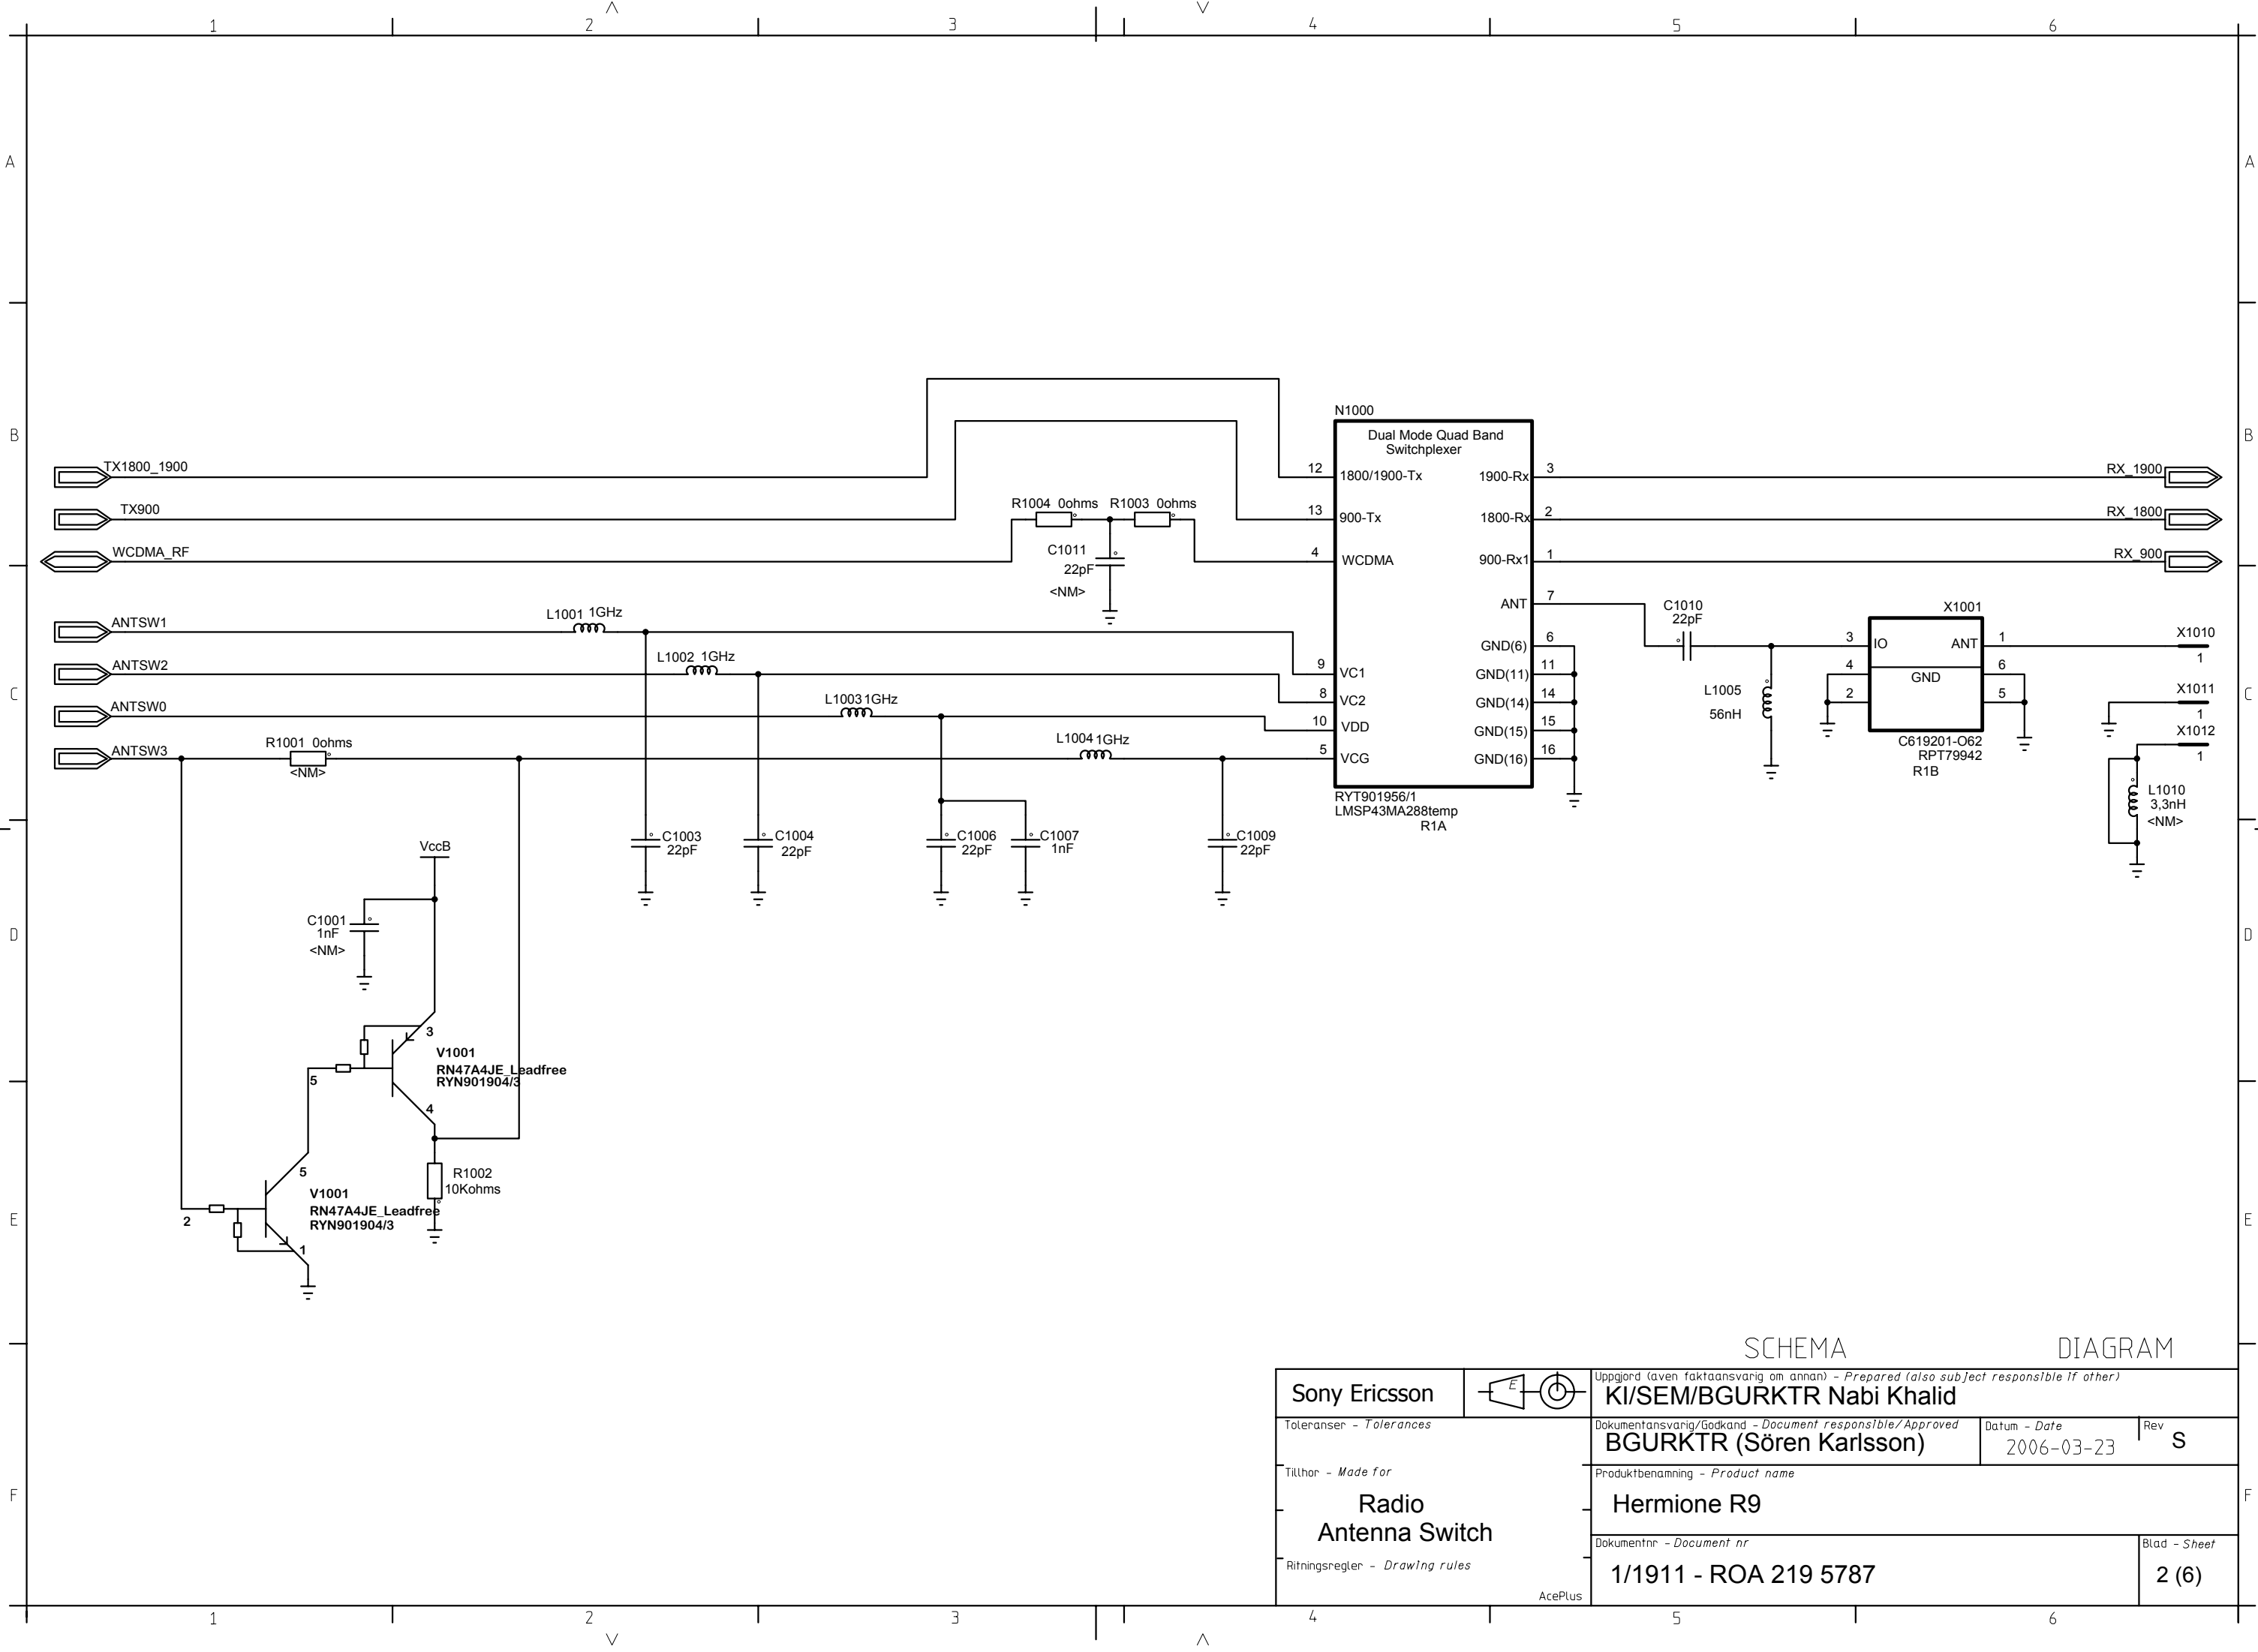 1 2 3 4 5 6
A A
B B
C C
D D
E E
F F
N1000
Dual Mode Quad Band
Switchplexer
TX1800_1900
12 1800/1900-Tx 1900-Rx 3
RX_1900
TX900
R1004 0ohms R1003 0ohms
13 900-Tx 1800-Rx 2
RX_1800
WCDMA_RF
C1011
22pF
<NM>
4 WCDMA 900-Rx1 1
RX_900
ANT 7
C1010
22pF
X1001
ANTSW1
L1001 1GHz
GND(6) 6
3 IO ANT 1
X1010
1
ANTSW2
L1002 1GHz
9 VC1 GND(11) 11
4 GND 6
L1005
56nH
X1011
1
ANTSW0
L1003 1GHz
8 VC2 GND(14) 14
2 5
10 VDD GND(15) 15
X1012
1
ANTSW3
R1001 0ohms
<NM>
L1004 1GHz
5 VCG GND(16) 16
C619201-O62
RPT79942
R1B
RYT901956/1
LMSP43MA288temp
R1A
L1010
3,3nH
<NM>
C1003
22pF
C1004
22pF
C1006
22pF
C1007
1nF
C1009
22pF
VccB
C1001
1nF
<NM>
3
V1001
RN47A4JE_Leadfree
RYN901904/3
5
4
R1002
10Kohms
5
V1001
RN47A4JE_Leadfree
RYN901904/3
2
1
SCHEMA DIAGRAM
Sony Ericsson
E
Uppgjord (aven faktaansvarig om annan) - Prepared (also subject responsible if other)
KI/SEM/BGURKTR Nabi Khalid
Toleranser - Tolerances
Dokumentansvarig/Godkand - Document responsible/Approved
BGURKTR (Sören Karlsson)
Datum - Date
2006-03-23
Rev
S
Tillhor - Made for
Radio
Antenna Switch
Produktbenamning - Product name
Hermione R9
Ritningsregler - Drawing rules
AcePlus
Dokumentnr - Document nr
1/1911 - ROA 219 5787
Blad - Sheet
2 (6)
1 2 3 4 5 6